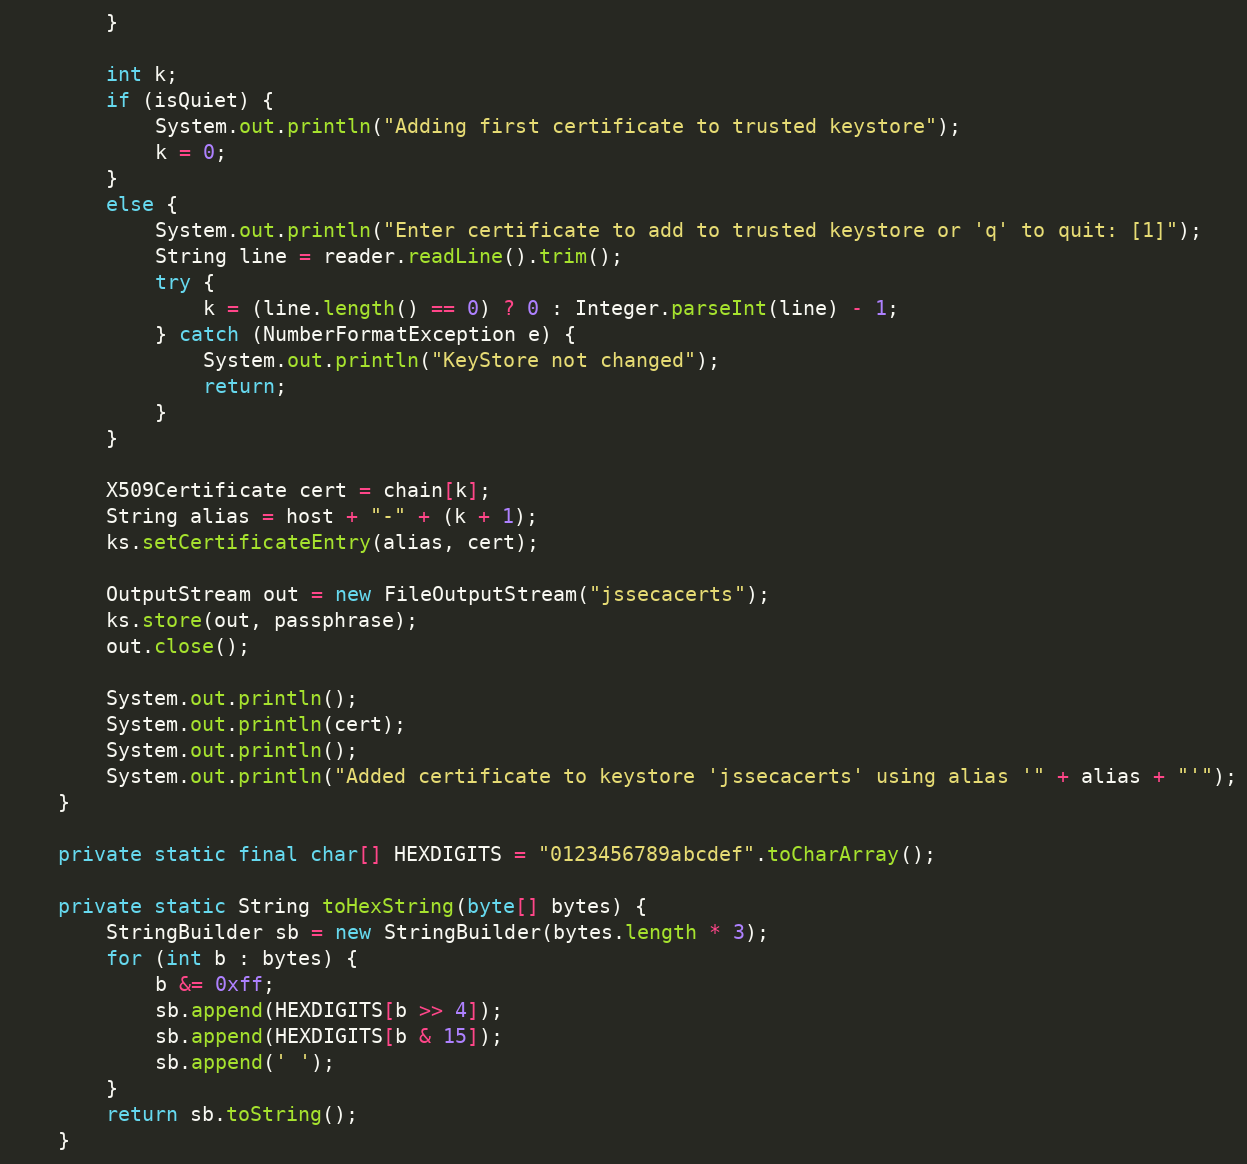 }

        int k;
        if (isQuiet) {
            System.out.println("Adding first certificate to trusted keystore");
            k = 0;
        }
        else {
            System.out.println("Enter certificate to add to trusted keystore or 'q' to quit: [1]");
            String line = reader.readLine().trim();
            try {
                k = (line.length() == 0) ? 0 : Integer.parseInt(line) - 1;
            } catch (NumberFormatException e) {
                System.out.println("KeyStore not changed");
                return;
            }
        }

        X509Certificate cert = chain[k];
        String alias = host + "-" + (k + 1);
        ks.setCertificateEntry(alias, cert);

        OutputStream out = new FileOutputStream("jssecacerts");
        ks.store(out, passphrase);
        out.close();

        System.out.println();
        System.out.println(cert);
        System.out.println();
        System.out.println("Added certificate to keystore 'jssecacerts' using alias '" + alias + "'");
    }

    private static final char[] HEXDIGITS = "0123456789abcdef".toCharArray();

    private static String toHexString(byte[] bytes) {
        StringBuilder sb = new StringBuilder(bytes.length * 3);
        for (int b : bytes) {
            b &= 0xff;
            sb.append(HEXDIGITS[b >> 4]);
            sb.append(HEXDIGITS[b & 15]);
            sb.append(' ');
        }
        return sb.toString();
    }